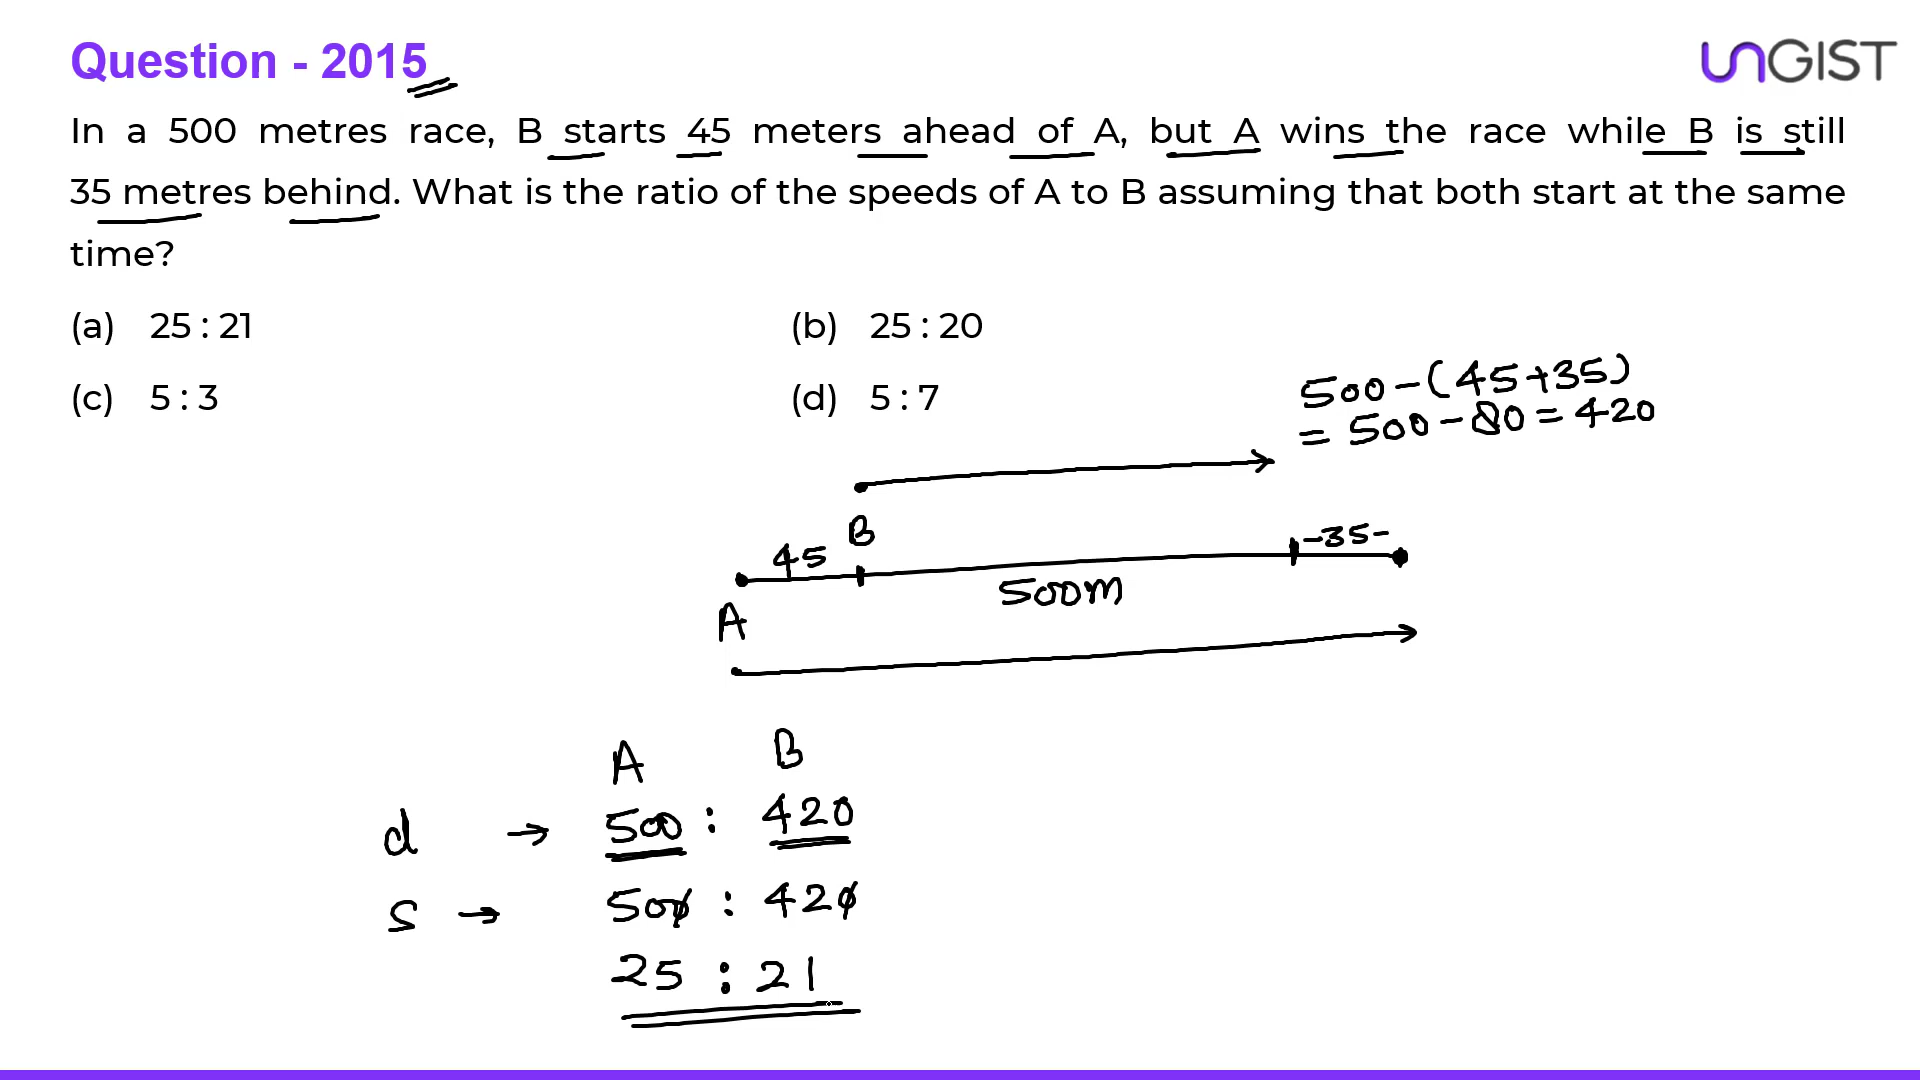 Question - 2015
UNGIST
In a 500 metres race, B starts 45 meters ahead of A, but A wins the race while B is still
35 metres behind. What is the ratio of the speeds of A to B assuming that both start at the same
time?
(a) 25 : 21
(b) 25 : 20
(c) 5 : 3
(d) 5 : 7
500 - (45+35)
= 500 - 80 = 420
B
45
-35-
500m
A
A B
d → 500 : 420
s → 500 : 420
25 : 21